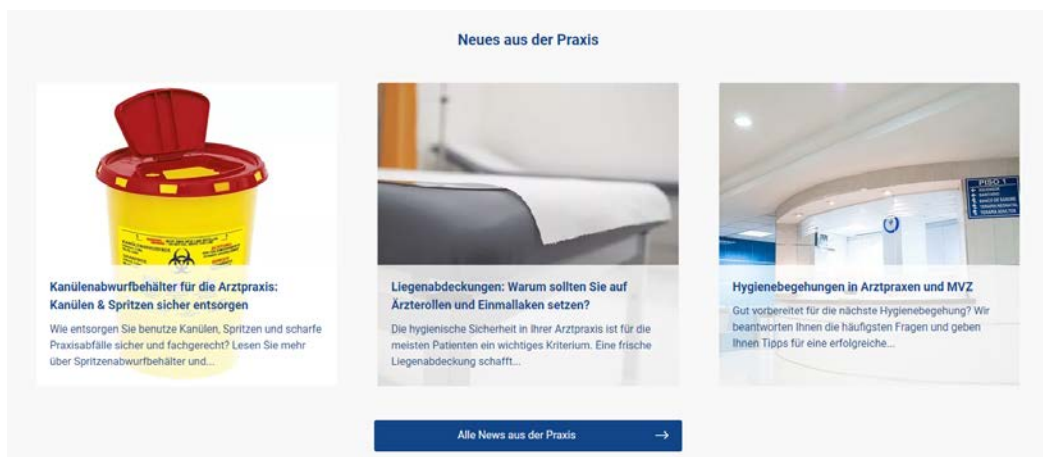 Neues aus der Praxis
Kanülenabwurfbehälter für die Arztpraxis:
Kanülen & Spritzen sicher entsorgen
Wie entsorgen Sie benutze Kanülen, Spritzen und scharfe
Praxisabfälle sicher und fachgerecht? Lesen Sie mehr
über Spritzenabwurfbehälter und...
Liegenabdeckungen: Warum sollten Sie auf
Ärzterollen und Einmallaken setzen?
Die hygienische Sicherheit in Ihrer Arztpraxis ist für die
meisten Patienten ein wichtiges Kriterium. Eine frische
Liegenabdeckung schafft...
PISO 1
Hygienebegehungen in Arztpraxen und MVZ
Gut vorbereitet für die nächste Hygienebegehung? Wir
beantworten Ihnen die häufigsten Fragen und geben
Ihnen Tipps für eine erfolgreiche...
Alle News aus der Praxis